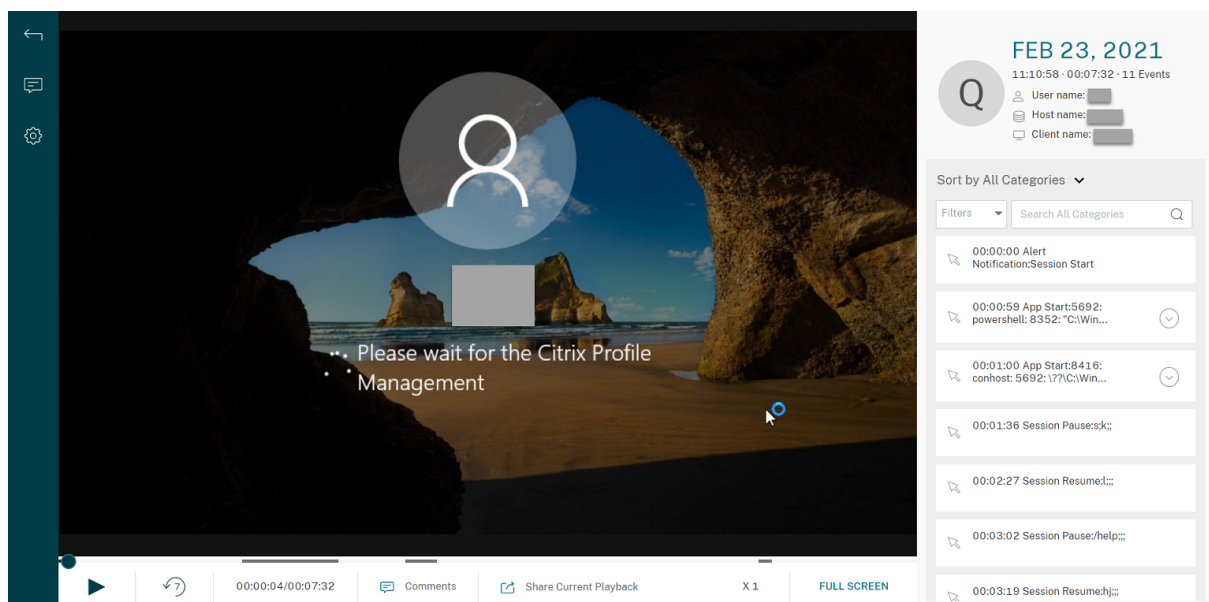 Please wait for the Citrix Profile
Management
7
00:00:04/00:07:32
Comments
Share Current Playback
X 1
FULL SCREEN
Q
FEB 23, 2021
11:10:58 · 00:07:32 · 11 Events
User name:
Host name:
Client name:
Sort by All Categories
Filters
Search All Categories
00:00:00 Alert
Notification:Session Start
00:00:59 App Start:5692:
powershell: 8352: "C:\Win...
00:01:00 App Start:8416:
conhost: 5692: \??\C:\Win...
00:01:36 Session Pause:s;k;;
00:02:27 Session Resume:l;;;
00:03:02 Session Pause:/help;;;
00:03:19 Session Resume:hj;;;